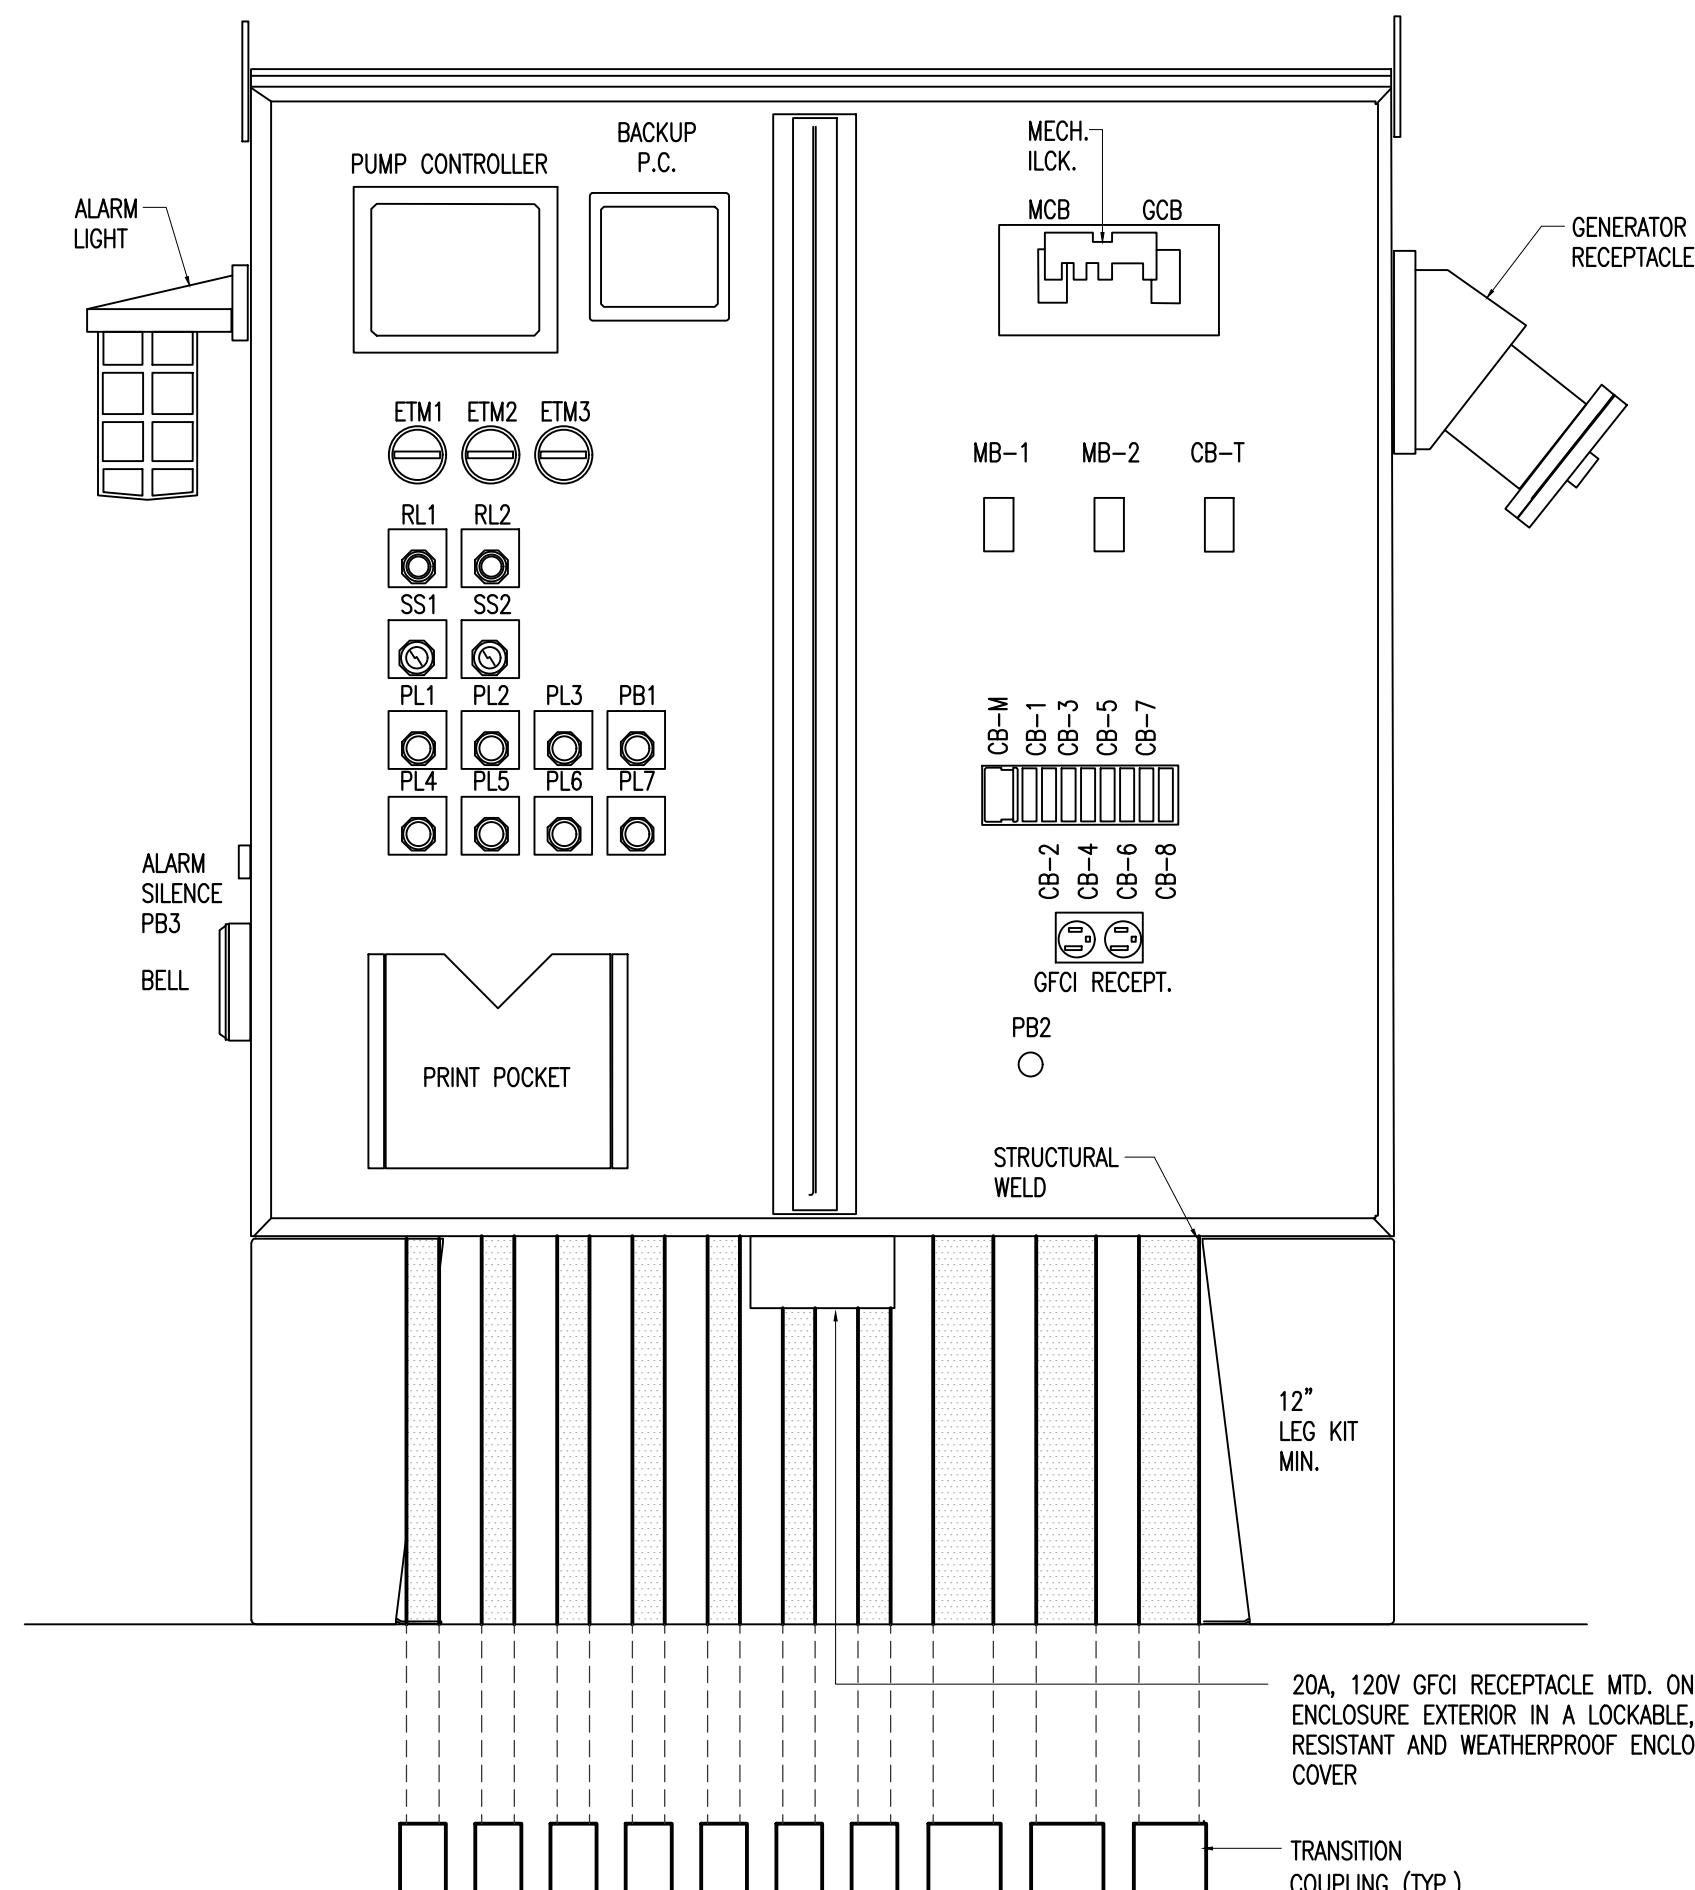 BACKUP
P.C.
PUMP CONTROLLER
MECH.
ILCK.
MCB GCB
ALARM
LIGHT
GENERATOR
RECEPTACLE
ETM1 ETM2 ETM3
MB-1 MB-2 CB-T
RL1 RL2
SS1 SS2
PL1 PL2 PL3 PB1
PL4 PL5 PL6 PL7
CB-M CB-1 CB-3 CB-5 CB-7
CB-2 CB-4 CB-6 CB-8
ALARM
SILENCE
PB3
BELL
GFCI RECEPT.
PB2
PRINT POCKET
STRUCTURAL
WELD
12”
LEG KIT
MIN.
20A, 120V GFCI RECEPTACLE MTD. ON
ENCLOSURE EXTERIOR IN A LOCKABLE,
RESISTANT AND WEATHERPROOF ENCLO
COVER
TRANSITION
COUPLING (TYP.)